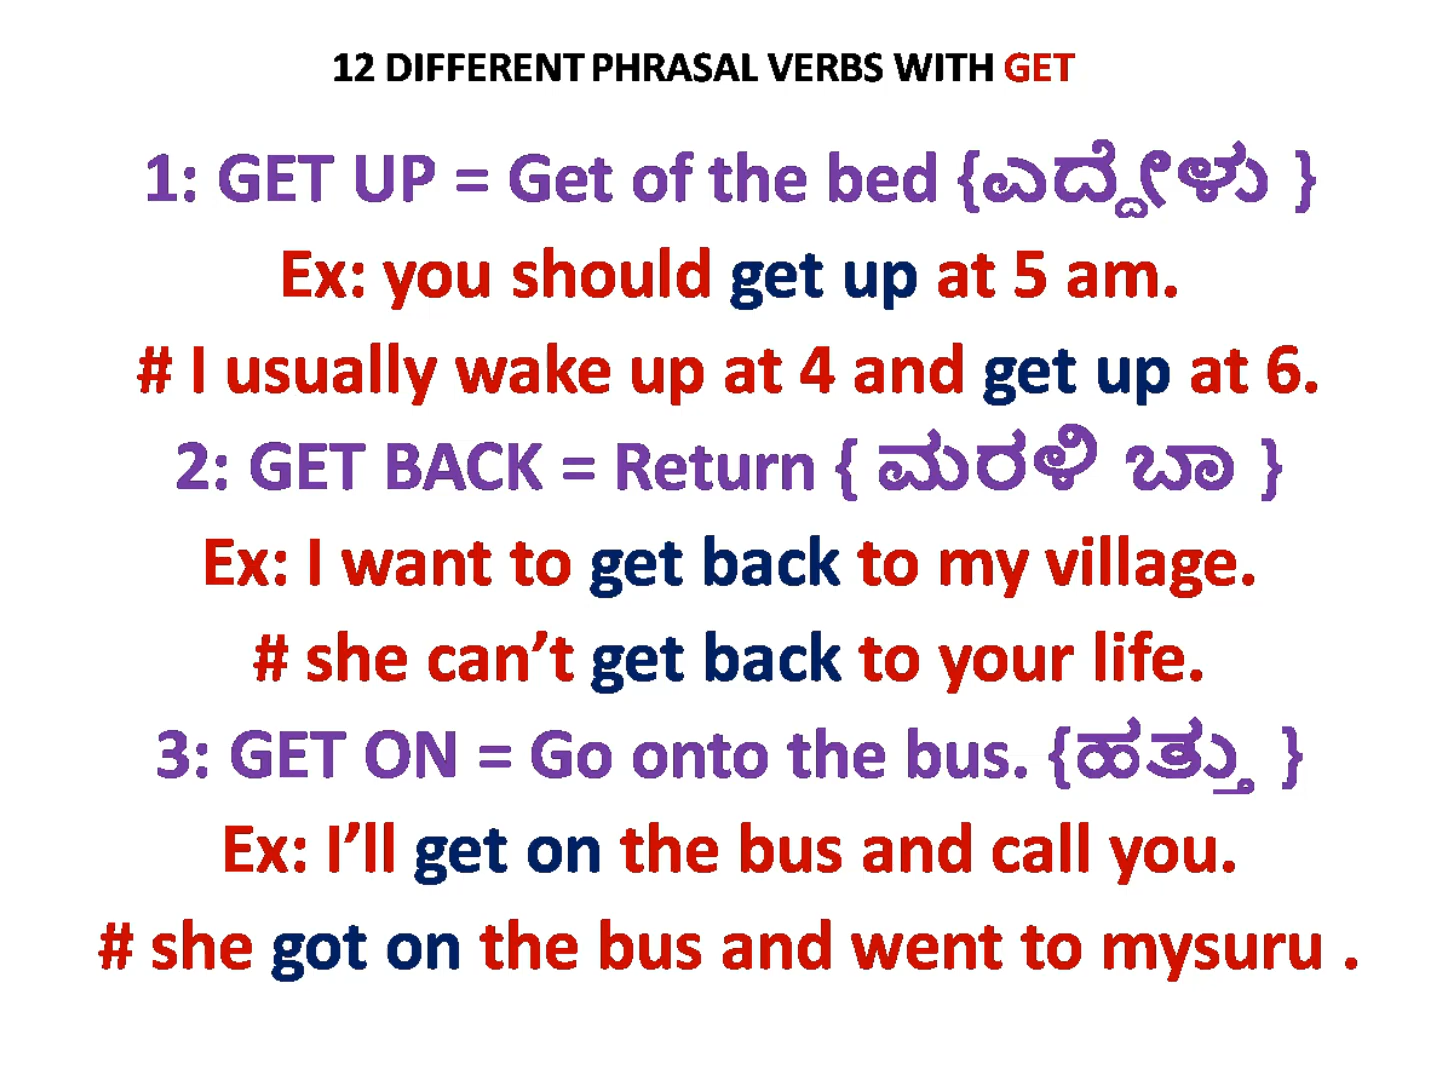 12 DIFFERENT PHRASAL VERBS WITH GET
1: GET UP = Get of the bed {ಎದ್ದೇಳು }
Ex: you should get up at 5 am.
# I usually wake up at 4 and get up at 6.
2: GET BACK = Return { ಮರಳಿ ಬಾ }
Ex: I want to get back to my village.
# she can’t get back to your life.
3: GET ON = Go onto the bus. {ಹತ್ತು }
Ex: I’ll get on the bus and call you.
# she got on the bus and went to mysuru .